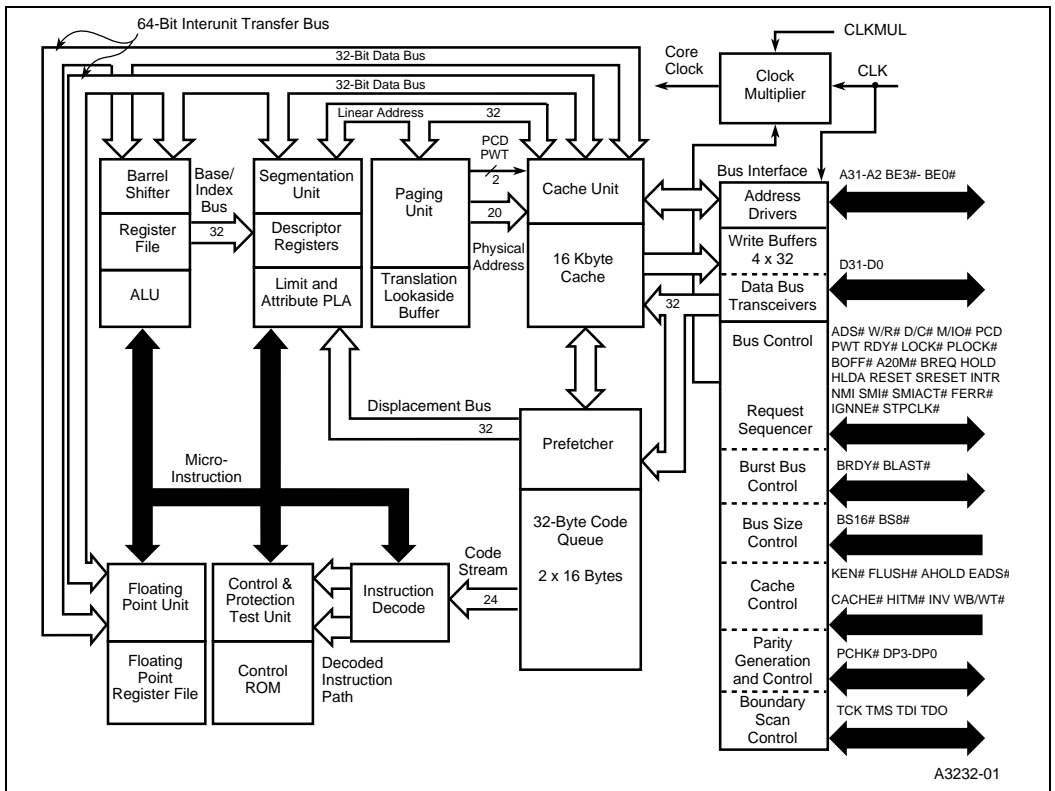 64-Bit Interunit Transfer Bus
32-Bit Data Bus
32-Bit Data Bus
Linear Address
32
PCD
PWT
2
20
Physical
Address
Core
Clock
CLKMUL
Clock
Multiplier
CLK
Barrel
Shifter
Register
File
ALU
Base/
Index
Bus
32
Segmentation
Unit
Descriptor
Registers
Limit and
Attribute PLA
Paging
Unit
Translation
Lookaside
Buffer
Cache Unit
16 Kbyte
Cache
Bus Interface
Address
Drivers
Write Buffers
4 x 32
Data Bus
Transceivers
32
Bus Control
Request
Sequencer
Burst Bus
Control
Bus Size
Control
Cache
Control
Parity
Generation
and Control
Boundary
Scan
Control
A31-A2 BE3#- BE0#
D31-D0
ADS# W/R# D/C# M/IO# PCD
PWT RDY# LOCK# PLOCK#
BOFF# A20M# BREQ HOLD
HLDA RESET SRESET INTR
NMI SMI# SMIACT# FERR#
IGNNE# STPCLK#
BRDY# BLAST#
BS16# BS8#
KEN# FLUSH# AHOLD EADS#
CACHE# HITM# INV WB/WT#
PCHK# DP3-DP0
TCK TMS TDI TDO
Displacement Bus
32
Prefetcher
32-Byte Code
Queue
2 x 16 Bytes
Code
Stream
24
Micro-
Instruction
Floating
Point Unit
Floating
Point
Register File
Control &
Protection
Test Unit
Control
ROM
Instruction
Decode
Decoded
Instruction
Path
A3232-01